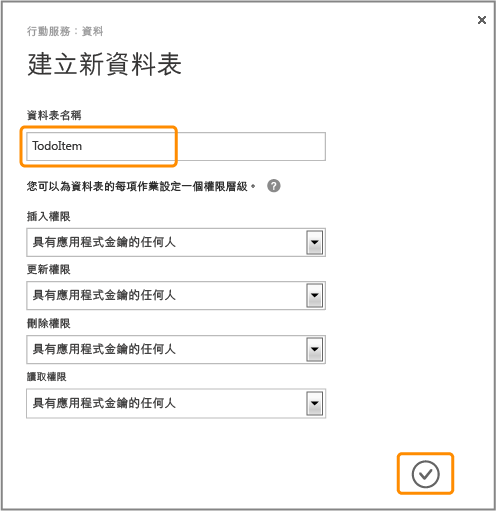 行動服務：資料
建立新資料表
資料表名稱
TodoItem
您可以為資料表的每項作業設定一個權限層級。 ?
插入權限
具有應用程式金鑰的任何人
更新權限
具有應用程式金鑰的任何人
刪除權限
具有應用程式金鑰的任何人
讀取權限
具有應用程式金鑰的任何人